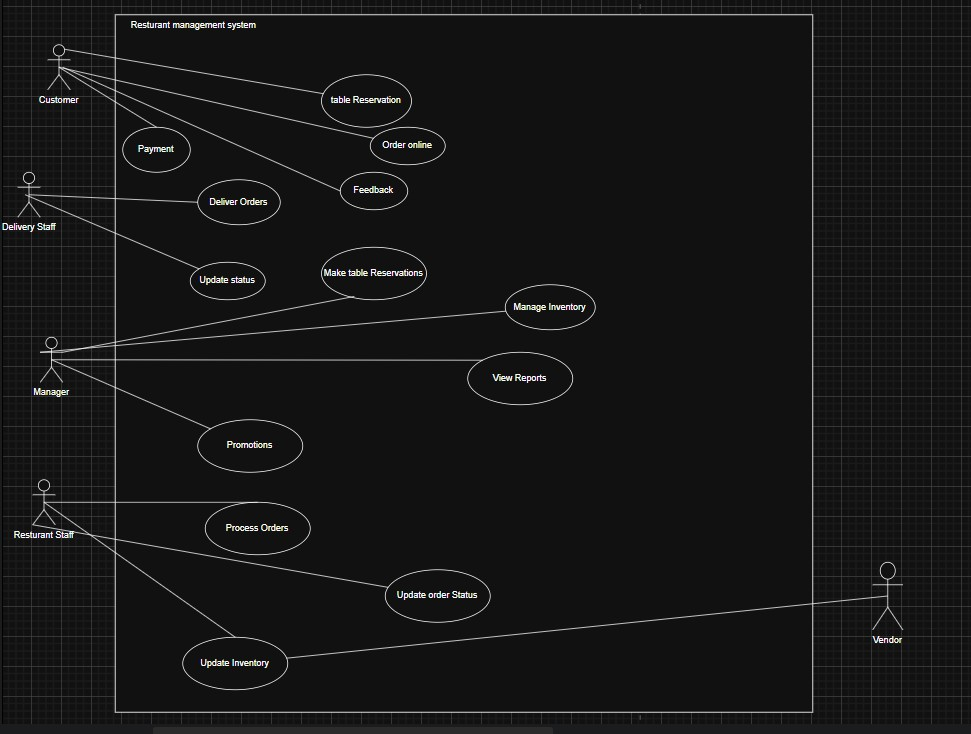 Resturant management system
Customer
table Reservation
Order online
Payment
Feedback
Deliver Orders
Delivery Staff
Update status
Make table Reservations
Manage Inventory
View Reports
Manager
Promotions
Process Orders
Resturant Staff
Update order Status
Vendor
Update Inventory